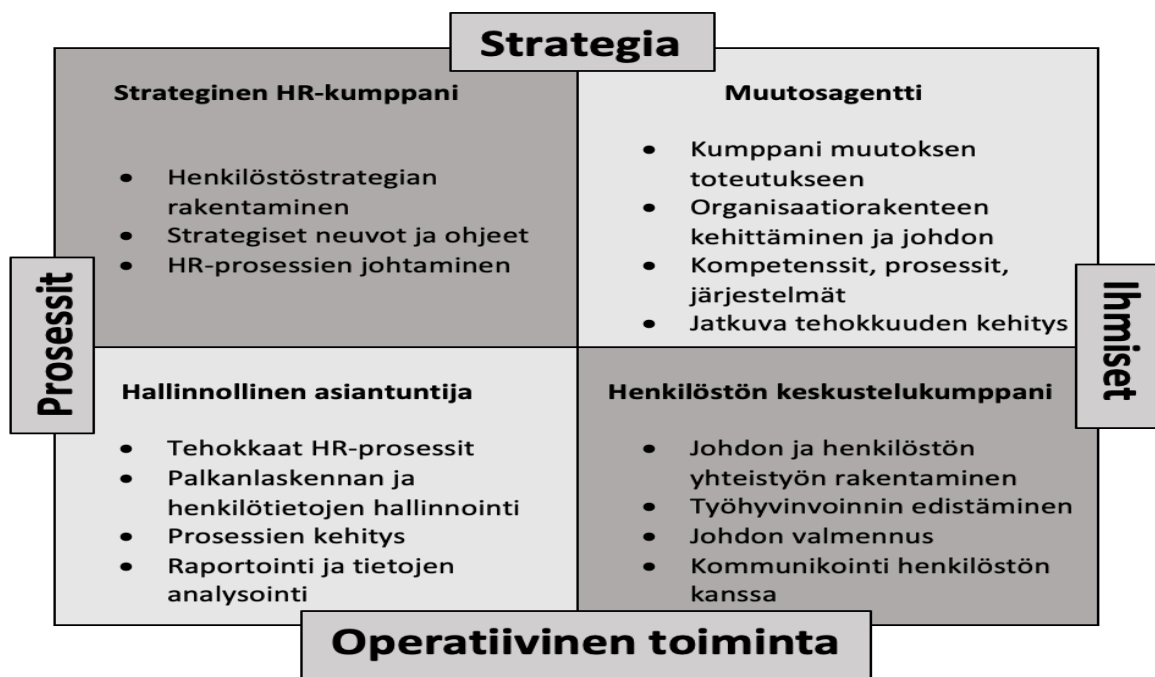 Strategia
Strateginen HR-kumppani
• Henkilöstöstrategian
rakentaminen
• Strategiset neuvot ja ohjeet
• HR-prosessien johtaminen
Muutosagentti
• Kumppani muutoksen
toteutukseen
• Organisaatiorakenteen
kehittäminen ja johdon
• Kompetenssit, prosessit,
järjestelmät
• Jatkuva tehokkuuden kehitys
Prosessit
Ihmiset
Hallinnollinen asiantuntija
• Tehokkaat HR-prosessit
• Palkanlaskennan ja
henkilötietojen hallinnointi
• Prosessien kehitys
• Raportointi ja tietojen
analysointi
Henkilöstön keskustelukumppani
• Johdon ja henkilöstön
yhteistyön rakentaminen
• Työhyvinvoinnin edistäminen
• Johdon valmennus
• Kommunikointi henkilöstön
kanssa
Operatiivinen toiminta